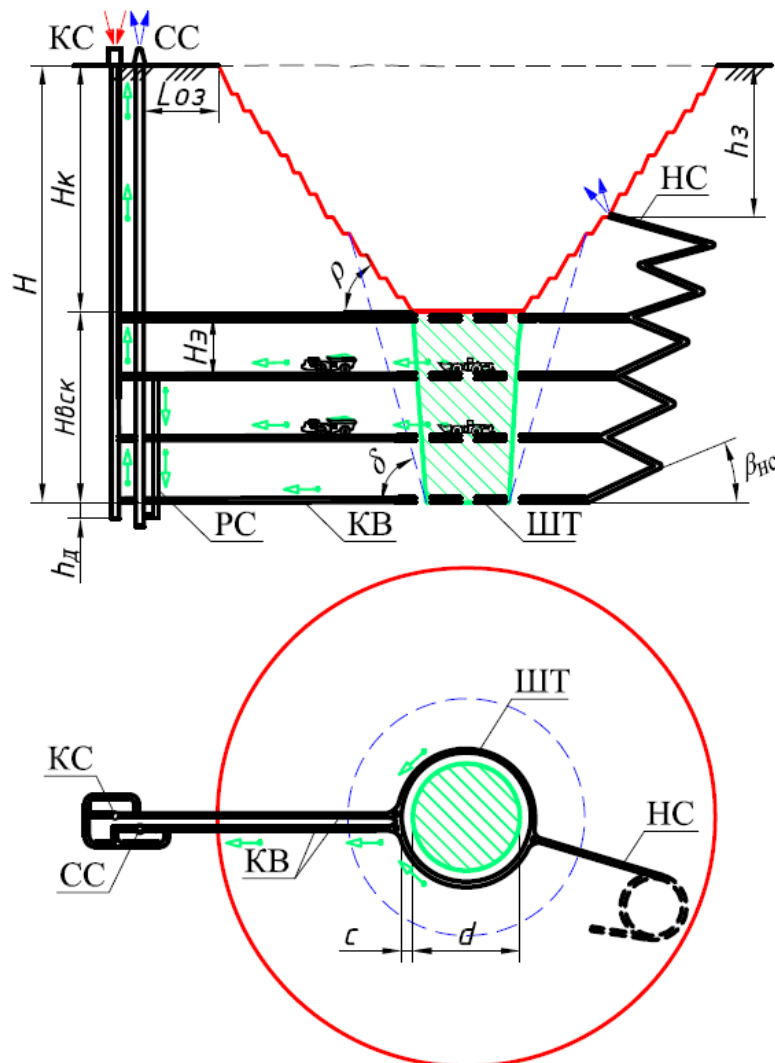 КС СС
Lоз
hз
НС
Hк
H
ρ
Hэ
Hвск
δ
βнс
РС КВ ШТ
hд
ШТ
КС
НС
СС КВ
c d